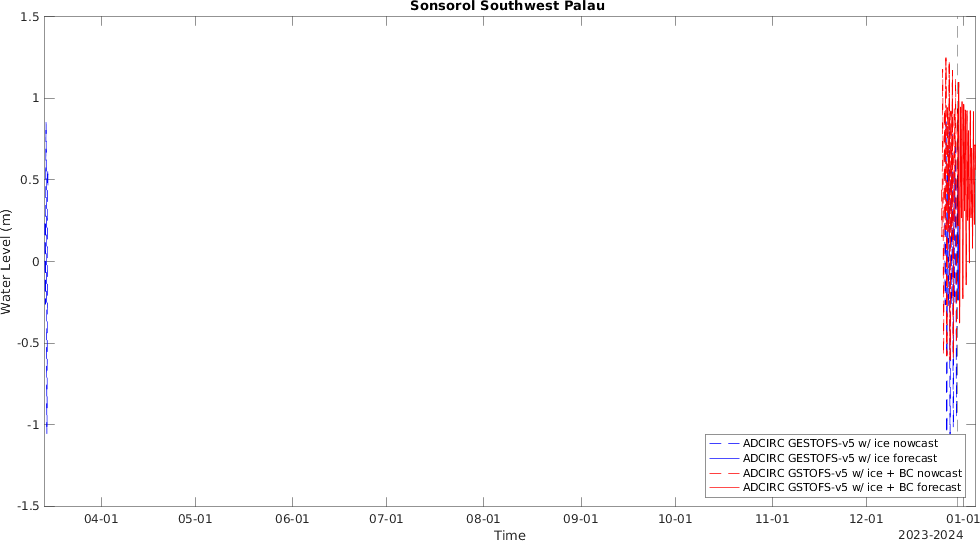 Sonsorol Southwest Palau
1.5
1
0.5
0
-0.5
-1
-1.5
Water Level (m)
ADCIRC GESTOFS-v5 w/ ice nowcast
ADCIRC GESTOFS-v5 w/ ice forecast
ADCIRC GSTOFS-v5 w/ ice + BC nowcast
ADCIRC GSTOFS-v5 w/ ice + BC forecast
04-01 05-01 06-01 07-01 08-01 09-01 10-01 11-01 12-01 01-01
Time
2023-2024